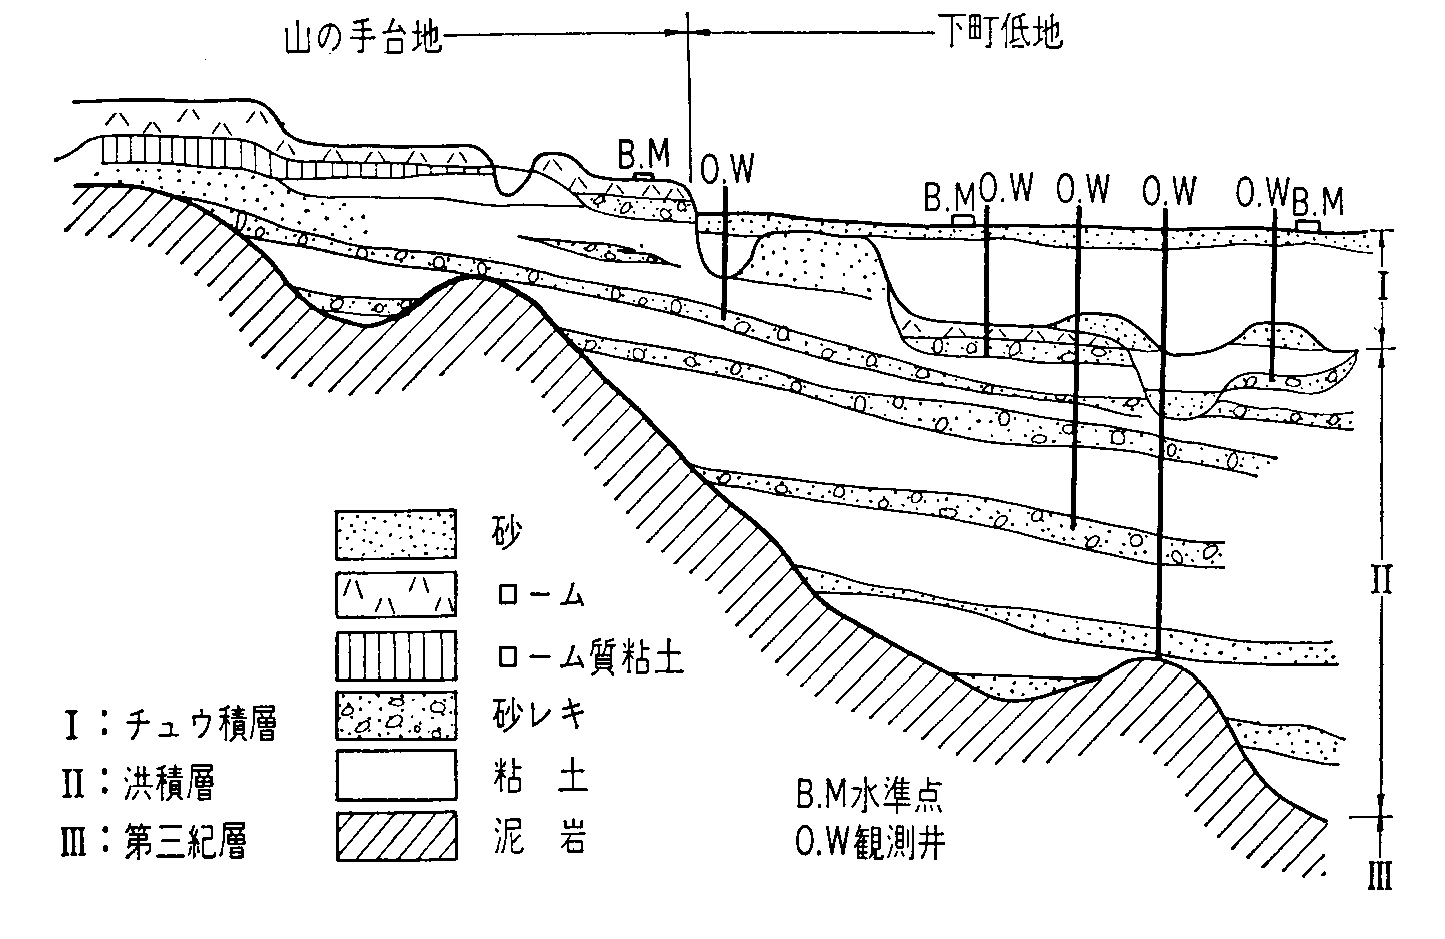 山の手台地
下町低地
B.M
O.W
B.M
O.W
O.W
O.W
O.W
B.M
I
II
III
砂
ローム
ローム質粘土
砂レキ
粘土
泥岩
I：チュウ積層
II：洪積層
III：第三紀層
B.M水準点
O.W観測井